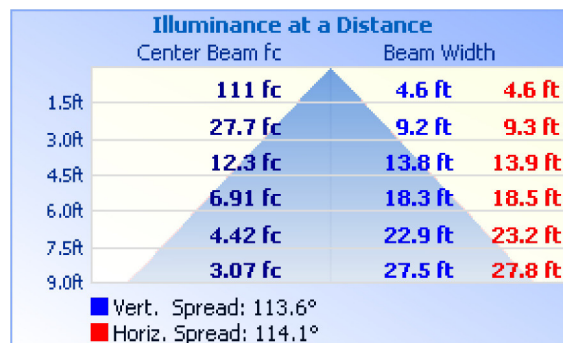 Illuminance at a Distance
Center Beam fc Beam Width
1.5ft 111 fc 4.6 ft 4.6 ft
3.0ft 27.7 fc 9.2 ft 9.3 ft
4.5ft 12.3 fc 13.8 ft 13.9 ft
6.0ft 6.91 fc 18.3 ft 18.5 ft
7.5ft 4.42 fc 22.9 ft 23.2 ft
9.0ft 3.07 fc 27.5 ft 27.8 ft
Vert. Spread: 113.6°
Horiz. Spread: 114.1°